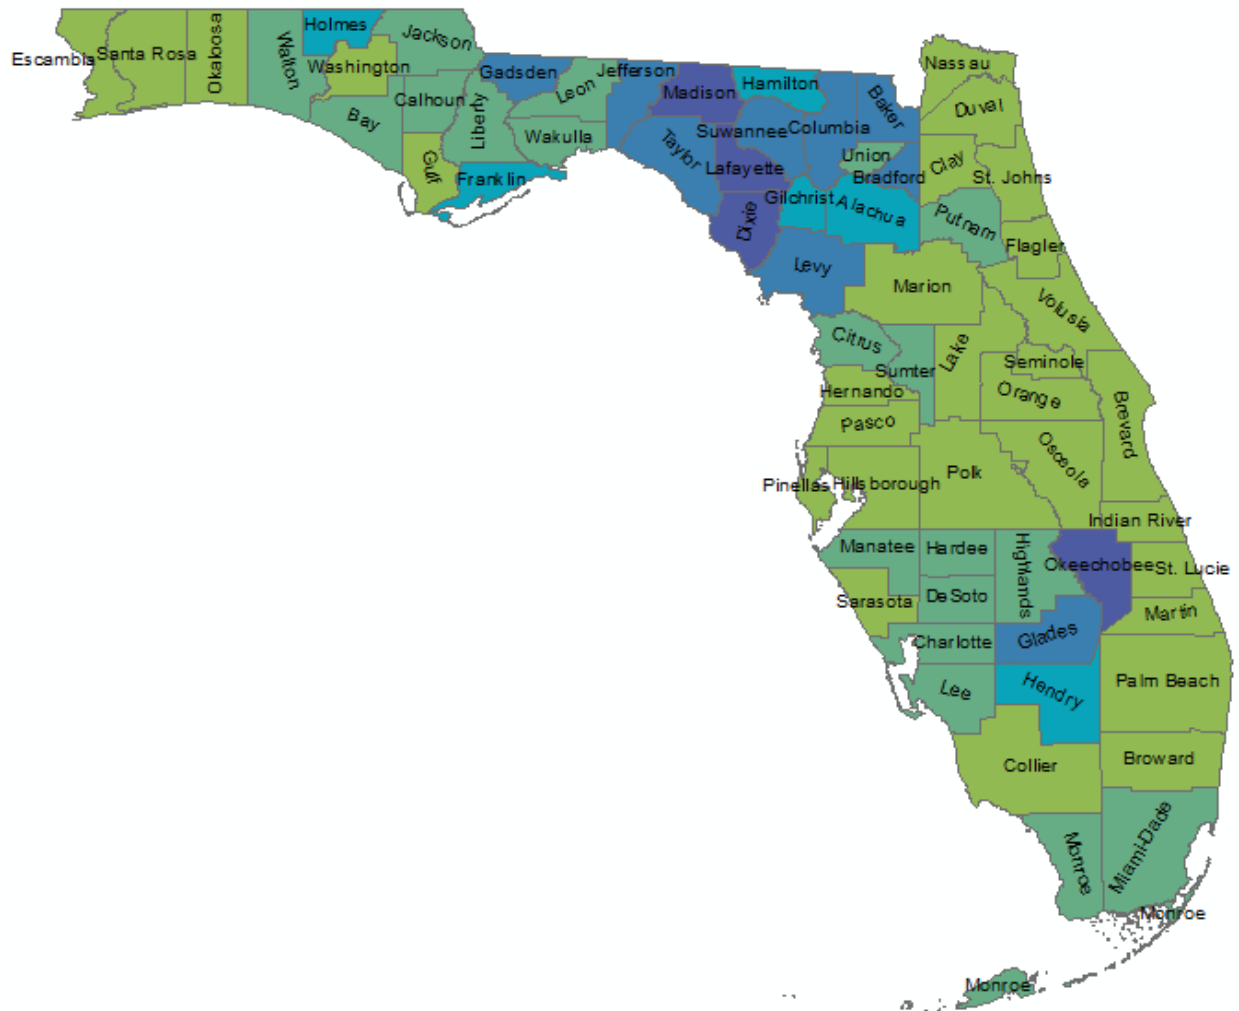 Escambia
Santa Rosa
Okaloosa
Walton
Holmes
Washington
Jackson
Bay
Calhoun
Gulf
Liberty
Gadsden
Franklin
Leon
Wakulla
Jefferson
Madison
Taylor
Hamilton
Suwannee
Lafayette
Dixie
Columbia
Baker
Union
Bradford
Gilchrist
Alachua
Levy
Nassau
Duval
Clay
St. Johns
Putnam
Flagler
Marion
Volusia
Citrus
Sumter
Lake
Seminole
Orange
Hernando
Pasco
Brevard
Osceola
Polk
Pinellas
Hillsborough
Indian River
Manatee
Hardee
Highlands
Okeechobee
St. Lucie
Sarasota
DeSoto
Martin
Charlotte
Glades
Lee
Hendry
Palm Beach
Collier
Broward
Monroe
Miami-Dade
Monroe
Monroe